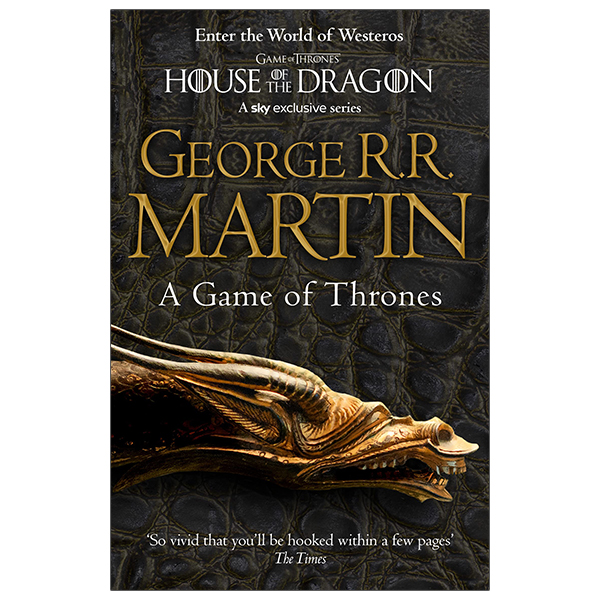 Enter the World of Westeros
GAME OF THRONES
HOUSE OF THE DRAGON
A sky exclusive series
GEORGE R.R.
MARTIN
A Game of Thrones
‘So vivid that you’ll be hooked within a few pages’
The Times